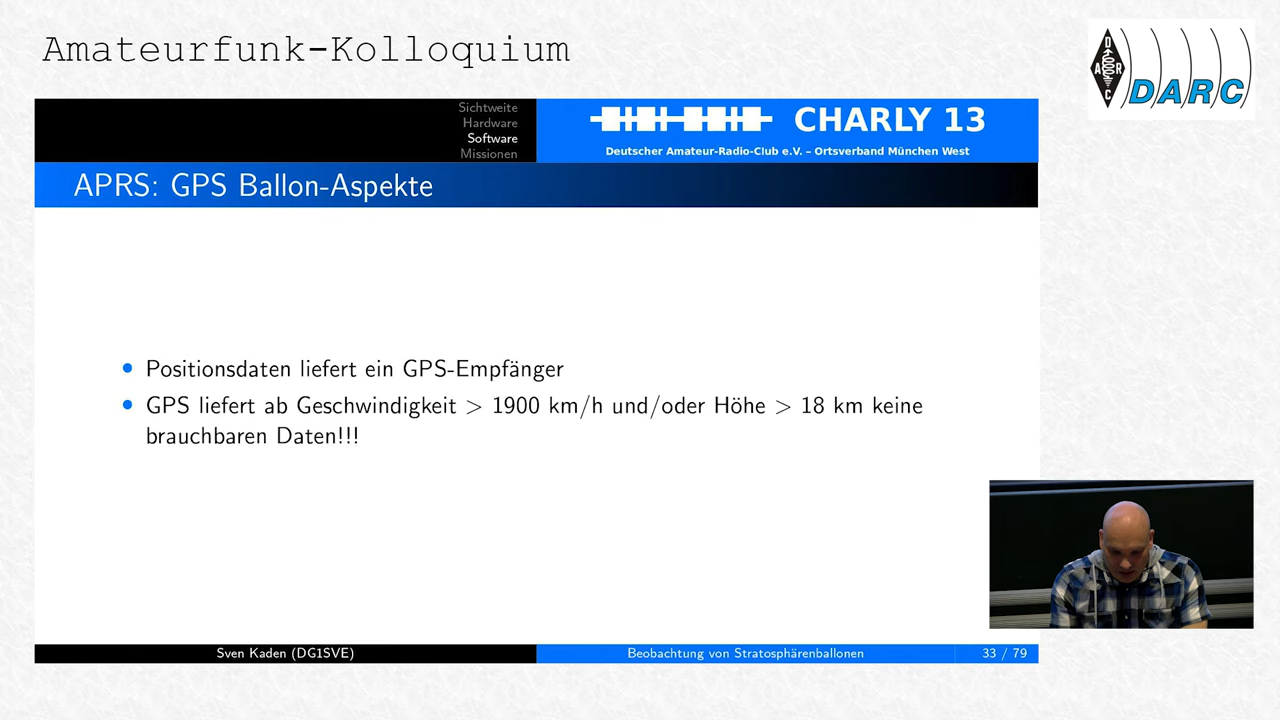 Amateurfunk-Kolloquium
DARC
DARC
Sichtweite
Hardware
Software
Missionen
CHARLY 13
Deutscher Amateur-Radio-Club e.V. – Ortsverband München West
APRS: GPS Ballon-Aspekte
• Positionsdaten liefert ein GPS-Empfänger
• GPS liefert ab Geschwindigkeit > 1900 km/h und/oder Höhe > 18 km keine
brauchbaren Daten!!!
Sven Kaden (DG1SVE)
Beobachtung von Stratosphärenballonen
33 / 79